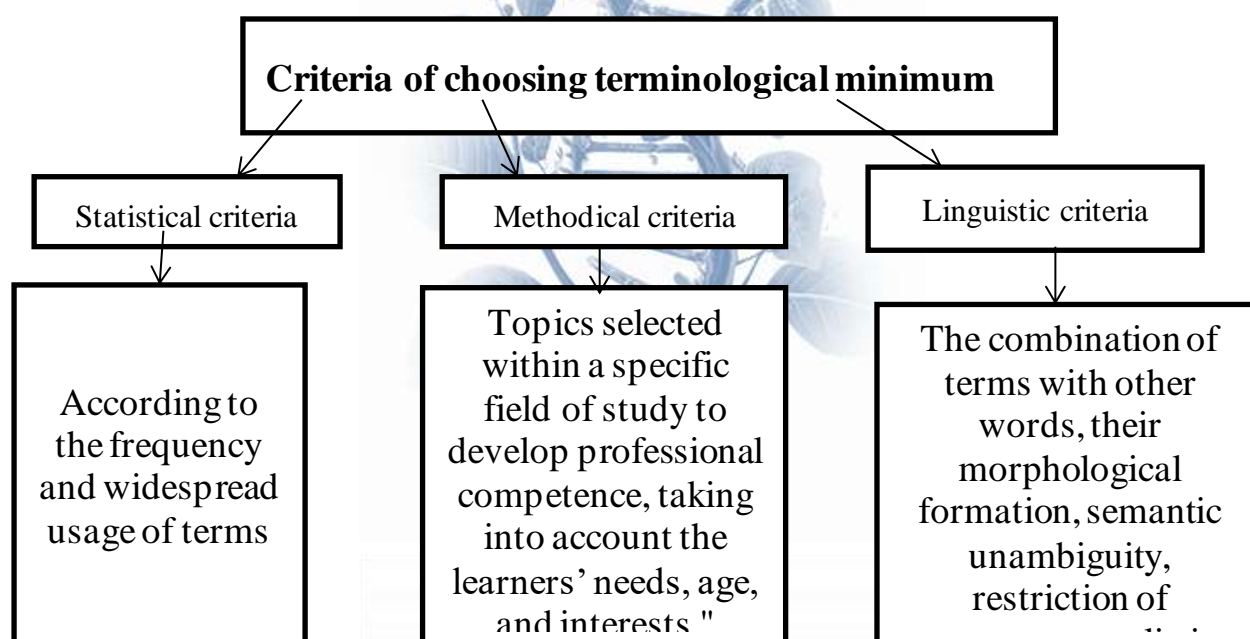 Criteria of choosing terminological minimum
Statistical criteria
Methodical criteria
Linguistic criteria
According to
the frequency
and widespread
usage of terms
Topics selected
within a specific
field of study to
develop professional
competence, taking
into account the
learners’ needs, age,
and interests."
The combination of
terms with other
words, their
morphological
formation, semantic
unambiguity,
restriction of